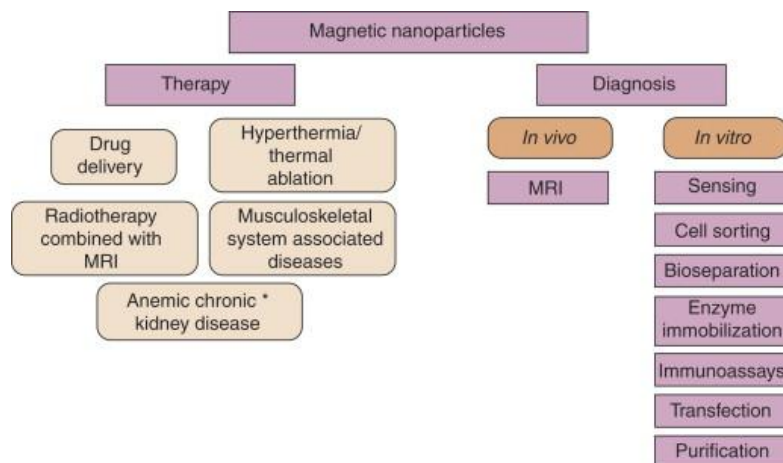 Magnetic nanoparticles
Therapy
Diagnosis
Drug
delivery
Hyperthermia/
thermal
ablation
Radiotherapy
combined with
MRI
Musculoskeletal
system associated
diseases
Anemic chronic *
kidney disease
In vivo
MRI
In vitro
Sensing
Cell sorting
Bioseparation
Enzyme
immobilization
Immunoassays
Transfection
Purification